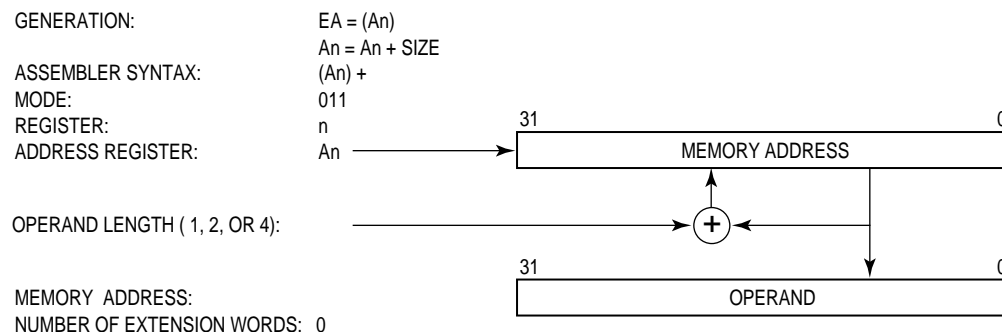 GENERATION: EA = (An)
An = An + SIZE
ASSEMBLER SYNTAX: (An) +
MODE: 011
REGISTER: n
31 0
ADDRESS REGISTER: An MEMORY ADDRESS
OPERAND LENGTH ( 1, 2, OR 4): +
31 0
MEMORY ADDRESS: OPERAND
NUMBER OF EXTENSION WORDS: 0